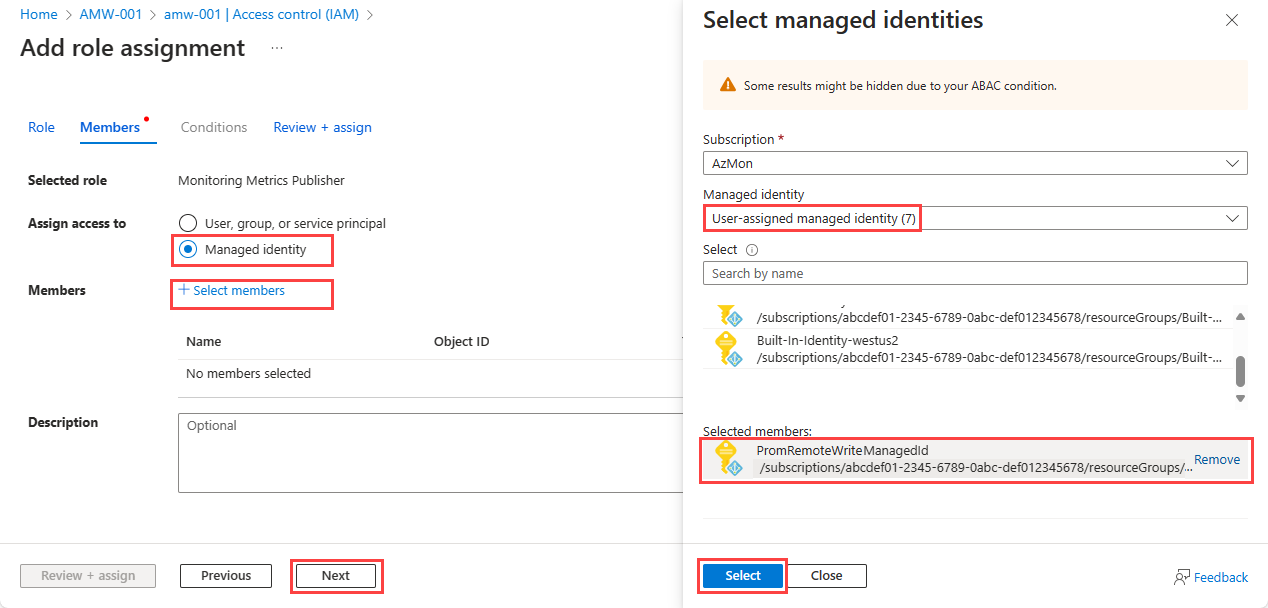 Home > AMW-001 > amw-001 | Access control (IAM) >
Add role assignment ...
Role Members Conditions Review + assign
Selected role Monitoring Metrics Publisher
Assign access to User, group, or service principal
Managed identity
Members + Select members
Name Object ID
No members selected
Description Optional
Review + assign Previous Next
Select managed identities
Some results might be hidden due to your ABAC condition.
Subscription *
AzMon
Managed identity
User-assigned managed identity (7)
Select
Search by name
/subscriptions/abcdef01-2345-6789-0abc-def012345678/resourceGroups/Built-...
Built-In-Identity-westus2
/subscriptions/abcdef01-2345-6789-0abc-def012345678/resourceGroups/Built-...
Selected members:
PromRemoteWriteManagedId
/subscriptions/abcdef01-2345-6789-0abc-def012345678/resourceGroups/...
Remove
Select Close
Feedback